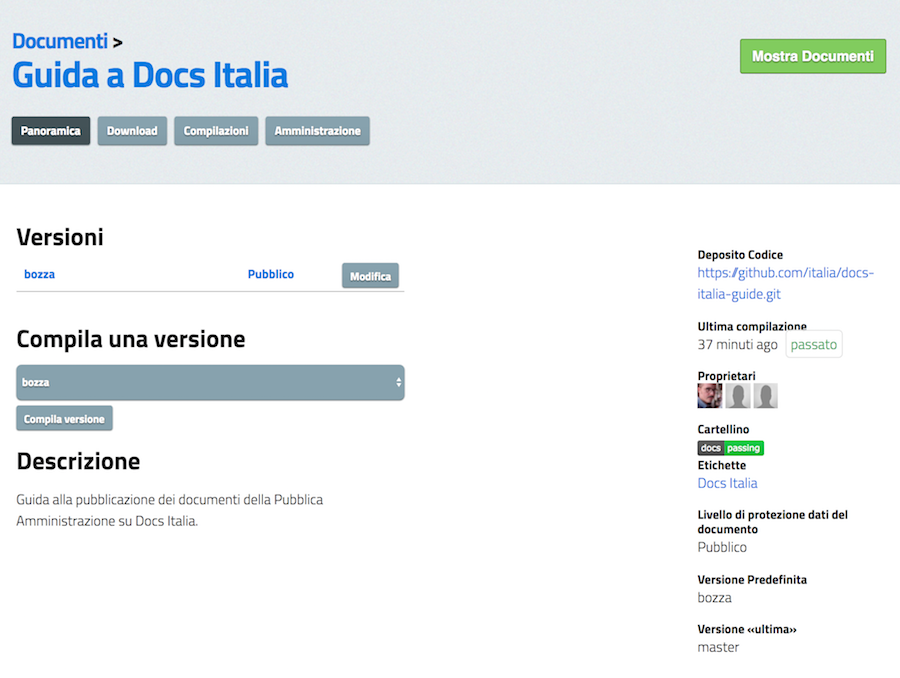 Documenti >
Guida a Docs Italia
Mostra Documenti
Panoramica
Download
Compilazioni
Amministrazione
Versioni
bozza
Pubblico
Modifica
Compila una versione
bozza
Compila versione
Descrizione
Guida alla pubblicazione dei documenti della Pubblica
Amministrazione su Docs Italia.
Deposito Codice
https://github.com/italia/docs-
italia-guide.git
Ultima compilazione
37 minuti ago passato
Proprietari
Cartellino
docs passing
Etichette
Docs Italia
Livello di protezione dati del
documento
Pubblico
Versione Predefinita
bozza
Versione «ultima»
master